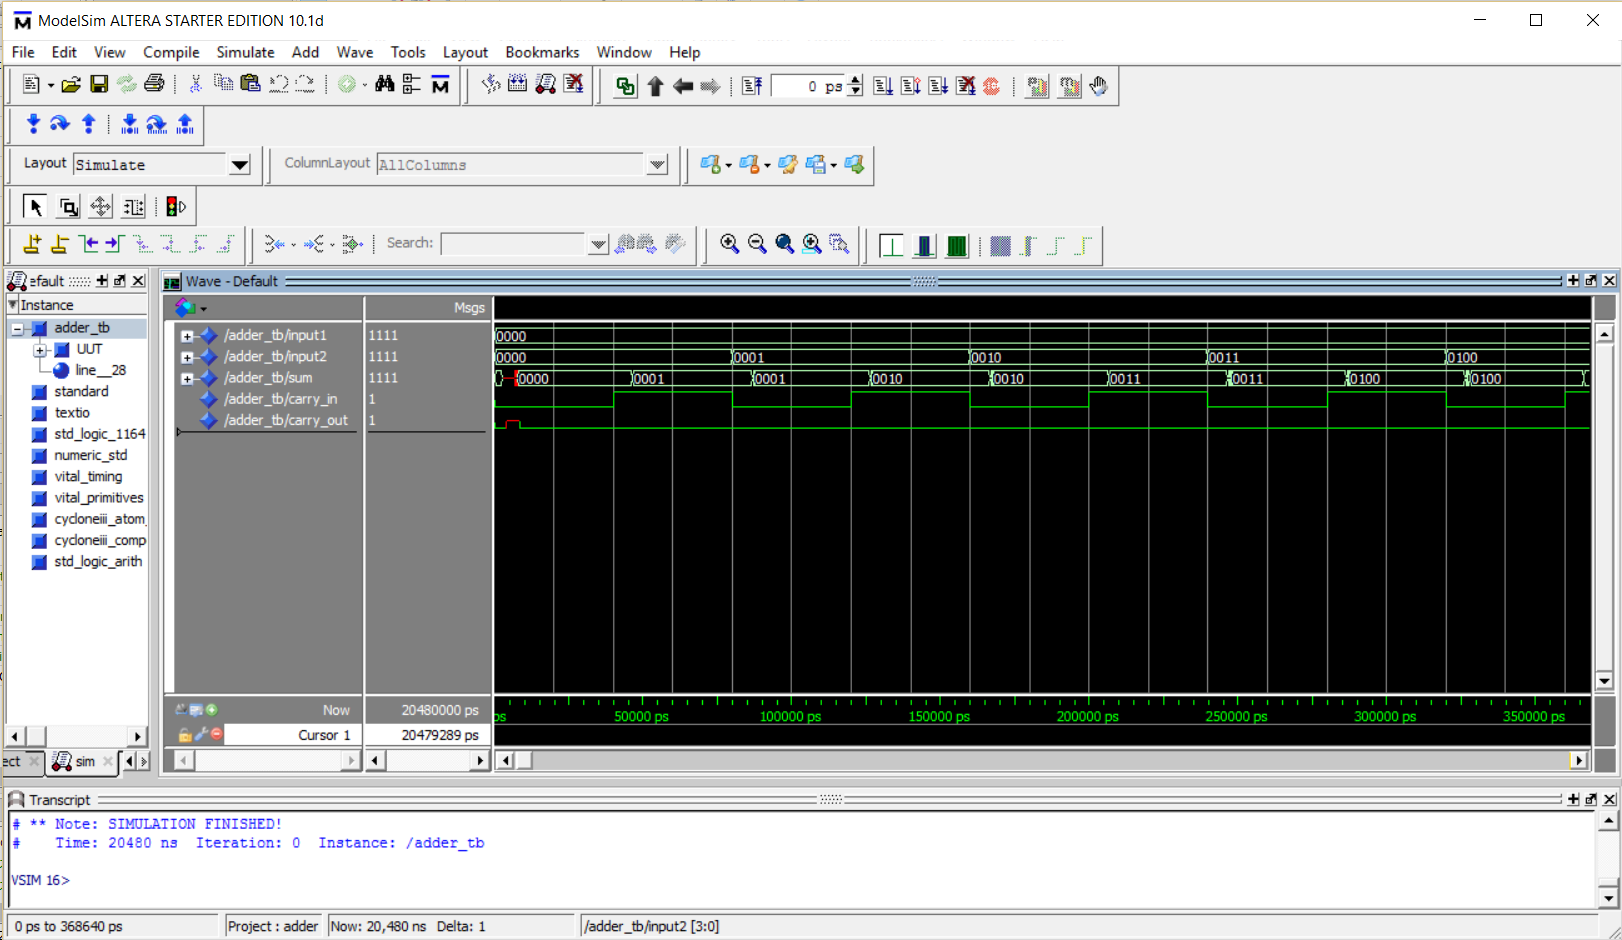 ModelSim ALTERA STARTER EDITION 10.1d
File Edit View Compile Simulate Add Wave Tools Layout Bookmarks Window Help
0 ps
Layout Simulate ColumnLayout AllColumns
Search:
efault
Wave - Default
Instance
Msgs
adder_tb
UUT
line__28
standard
textio
std_logic_1164
numeric_std
vital_timing
vital_primitives
cycloneiii_atom
cycloneiii_comp
std_logic_arith
/adder_tb/input1 1111 0000
/adder_tb/input2 1111 0000 0001 0010 0011 0100
/adder_tb/sum 1111 0000 0001 0001 0010 0010 0011 0011 0100 0100
/adder_tb/carry_in 1
/adder_tb/carry_out 1
Now 20480000 ps
ps 50000 ps 100000 ps 150000 ps 200000 ps 250000 ps 300000 ps 350000 ps
Cursor 1 20479289 ps
ect sim
Transcript
# ** Note: SIMULATION FINISHED!
# Time: 20480 ns Iteration: 0 Instance: /adder_tb
VSIM 16>
0 ps to 368640 ps Project : adder Now: 20,480 ns Delta: 1 /adder_tb/input2 [3:0]